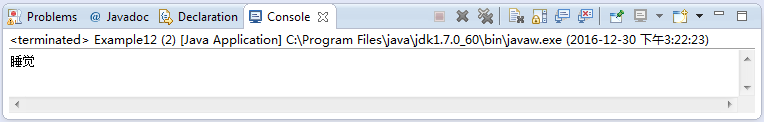 Problems @ Javadoc Declaration Console
<terminated> Example12 (2) [Java Application] C:\Program Files\java\jdk1.7.0_60\bin\javaw.exe (2016-12-30 下午3:22:23)
睡觉